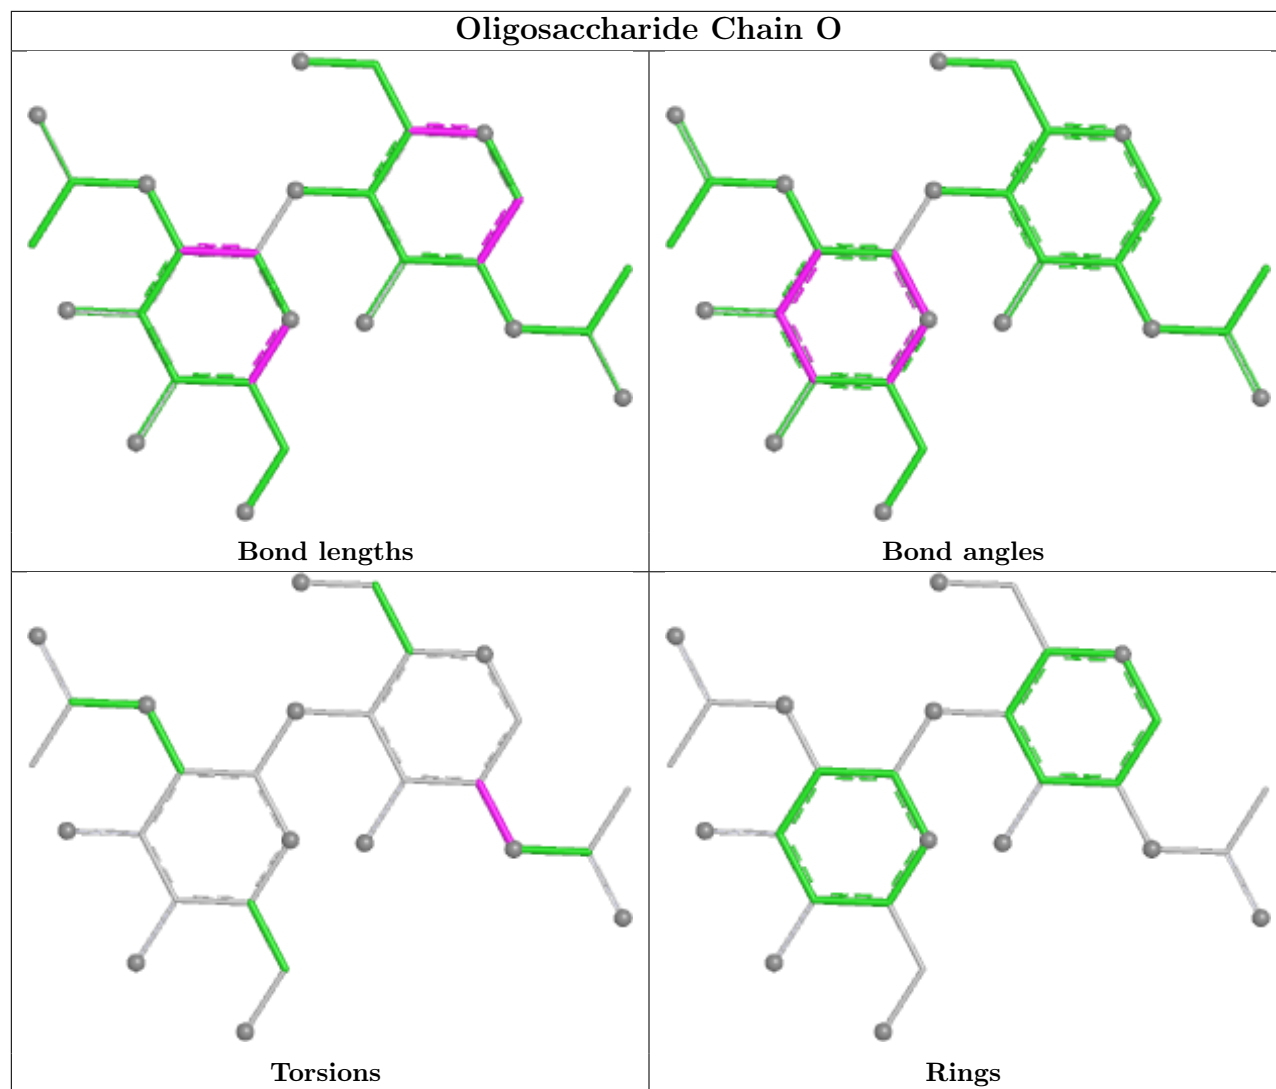 Oligosaccharide Chain O
Bond lengths
Bond angles
Torsions
Rings